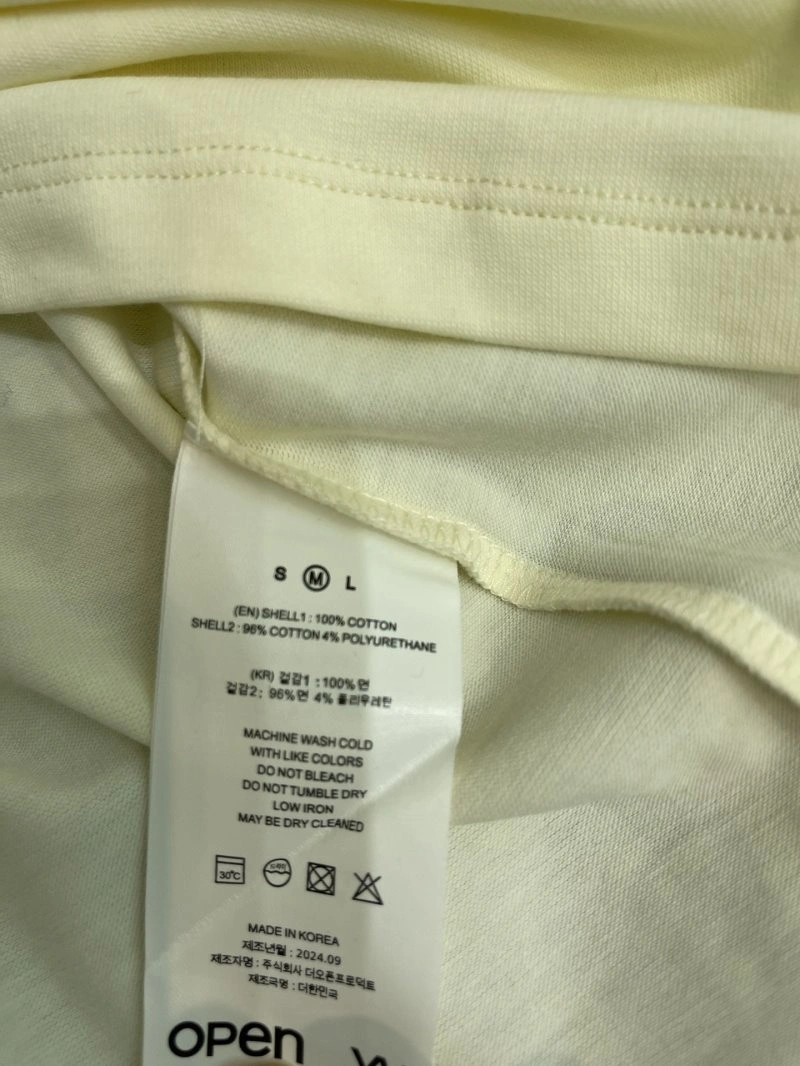 S M L
(EN) SHELL1 : 100% COTTON
SHELL2 : 96% COTTON 4% POLYURETHANE
(KR) 겉감1 : 100% 면
겉감2 : 96%면 4% 폴리우레탄
MACHINE WASH COLD
WITH LIKE COLORS
DO NOT BLEACH
DO NOT TUMBLE DRY
LOW IRON
MAY BE DRY CLEANED
30°C 드라이
MADE IN KOREA
제조년월 : 2024.09
제조자명 : 주식회사 더오픈프로덕트
제조국명 : 더한민국
OPEN